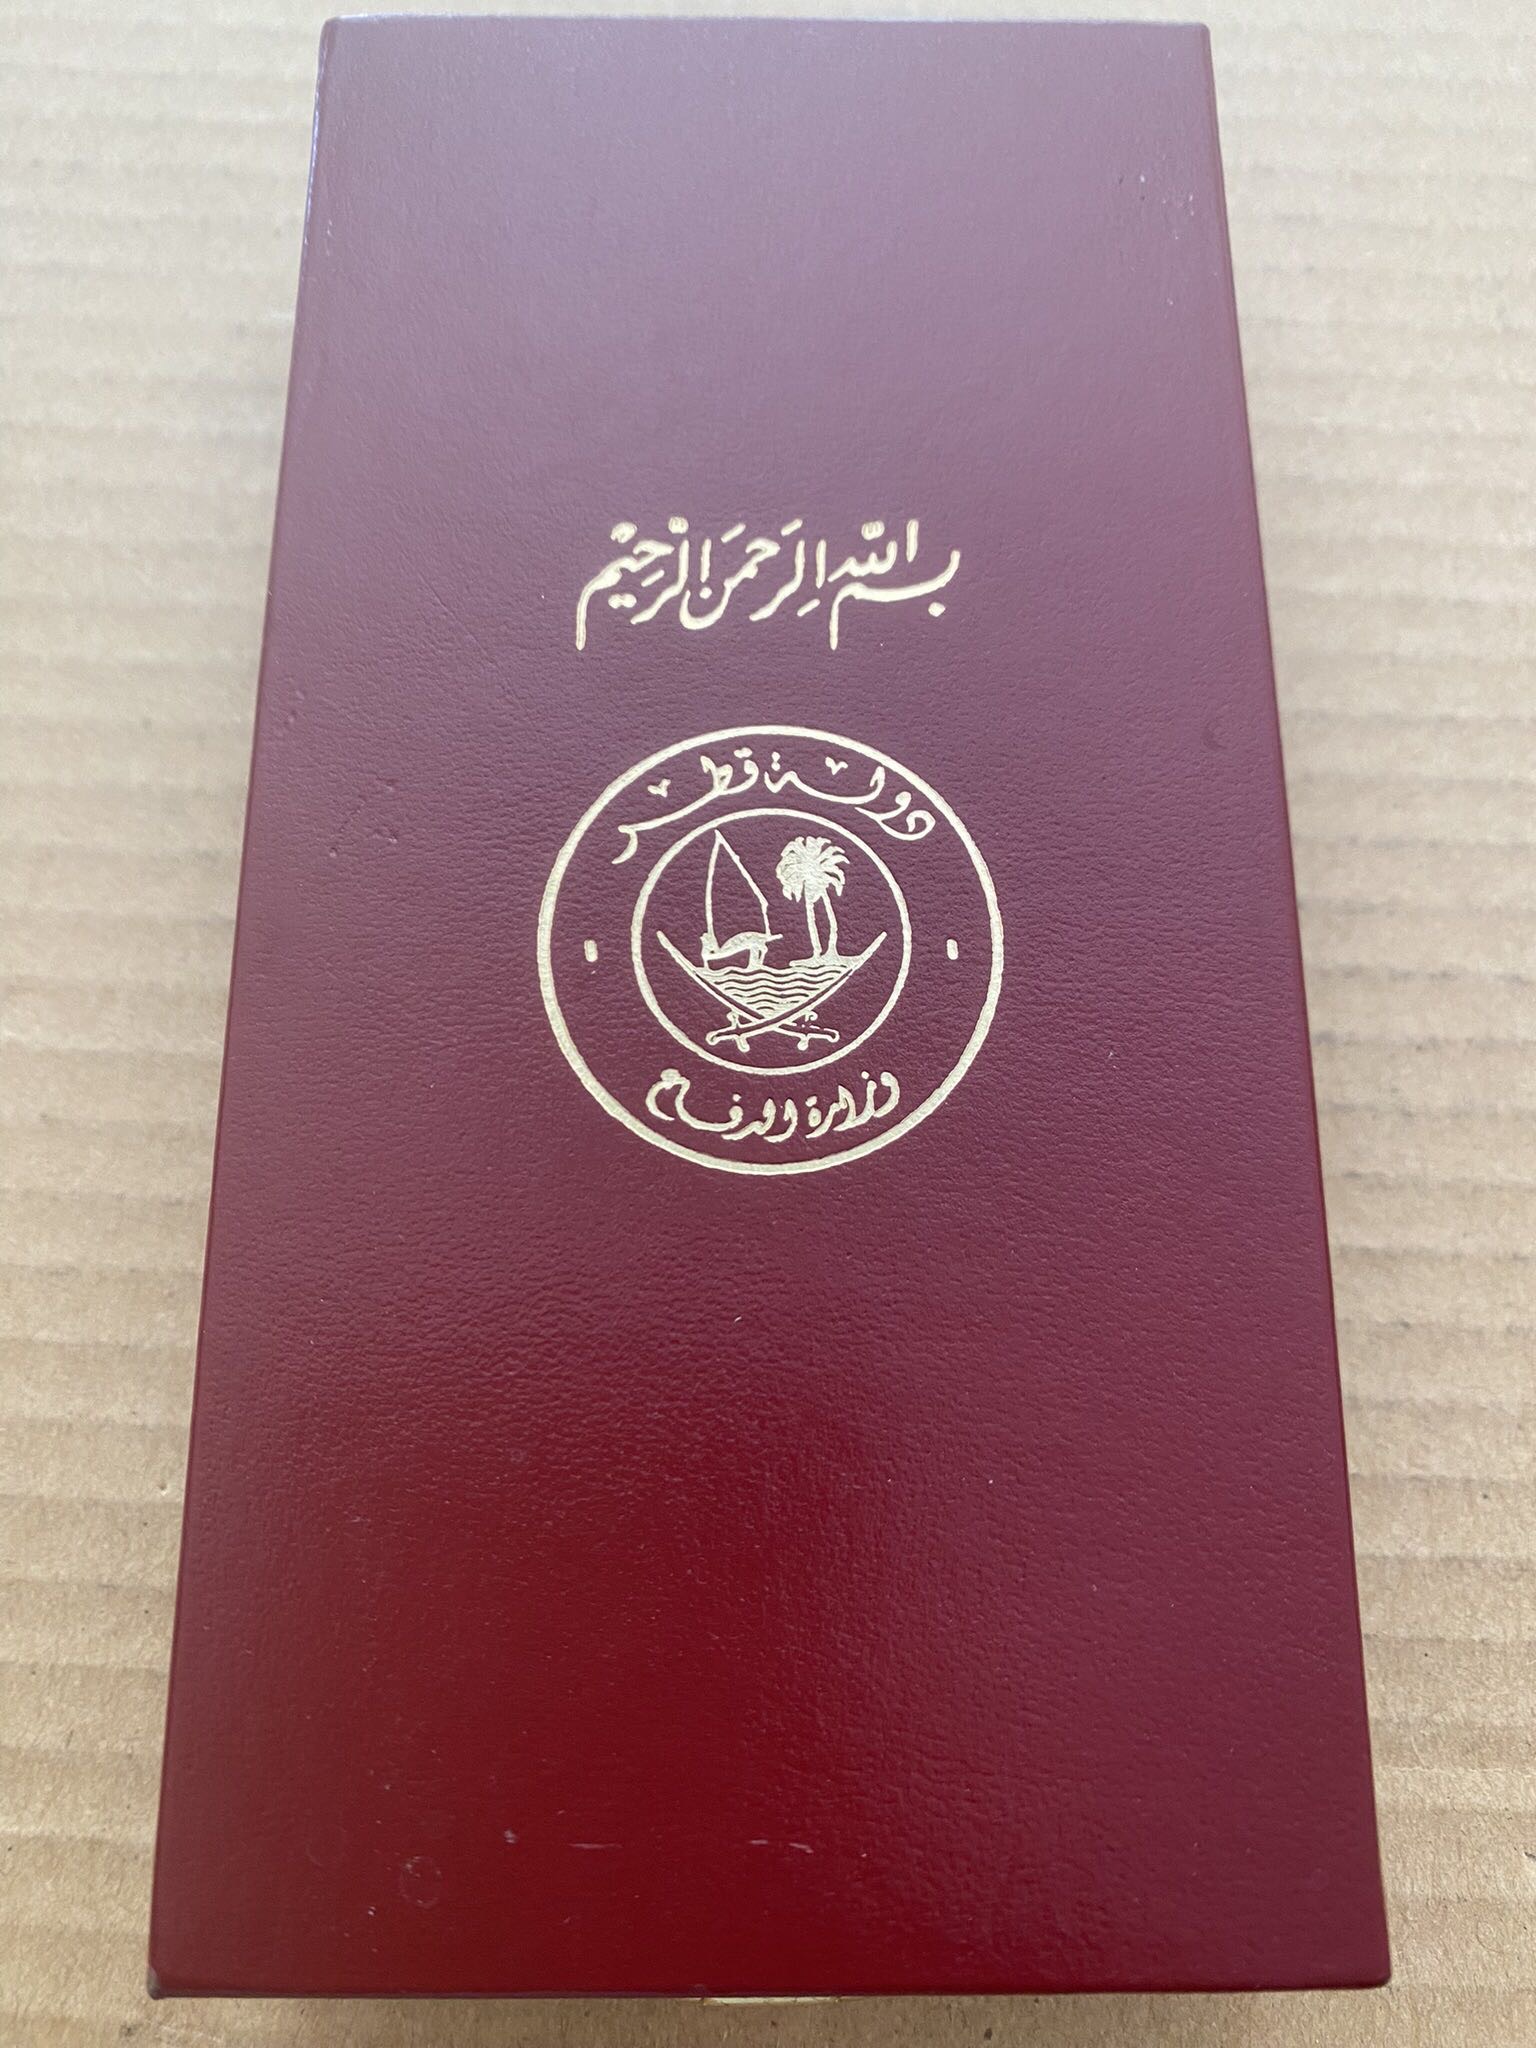 بسم الله الرحمن الرحيم
دولة قطر
وزارة الدفاع